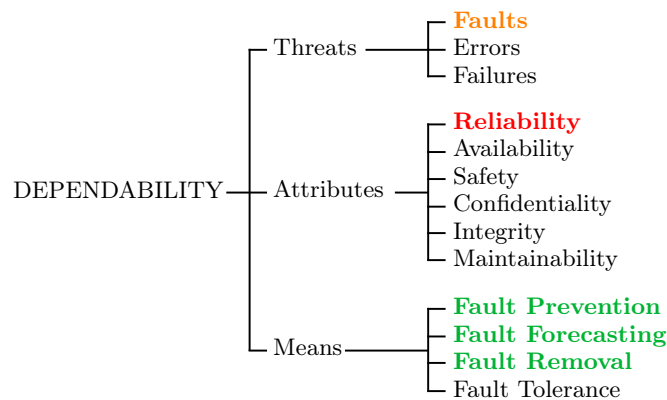 Faults
Threats
Errors
Failures
Reliability
Availability
Safety
DEPENDABILITY
Attributes
Confidentiality
Integrity
Maintainability
Fault Prevention
Fault Forecasting
Means
Fault Removal
Fault Tolerance